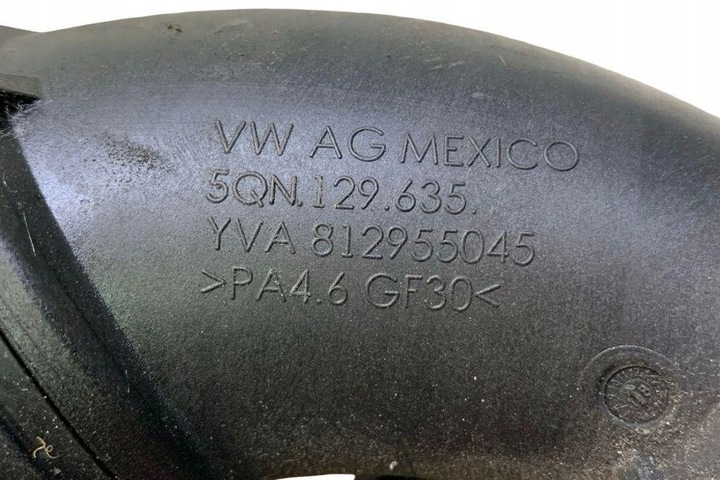 VW AG MEXICO
5QN.129.635.
YVA 812955045
>PA4.6 GF30<